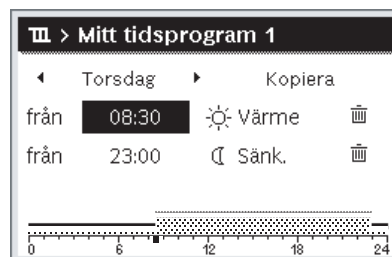 > Mitt tidsprogram 1
Torsdag Kopiera
från 08:30 Värme
från 23:00 Sänk.
0 6 12 18 24